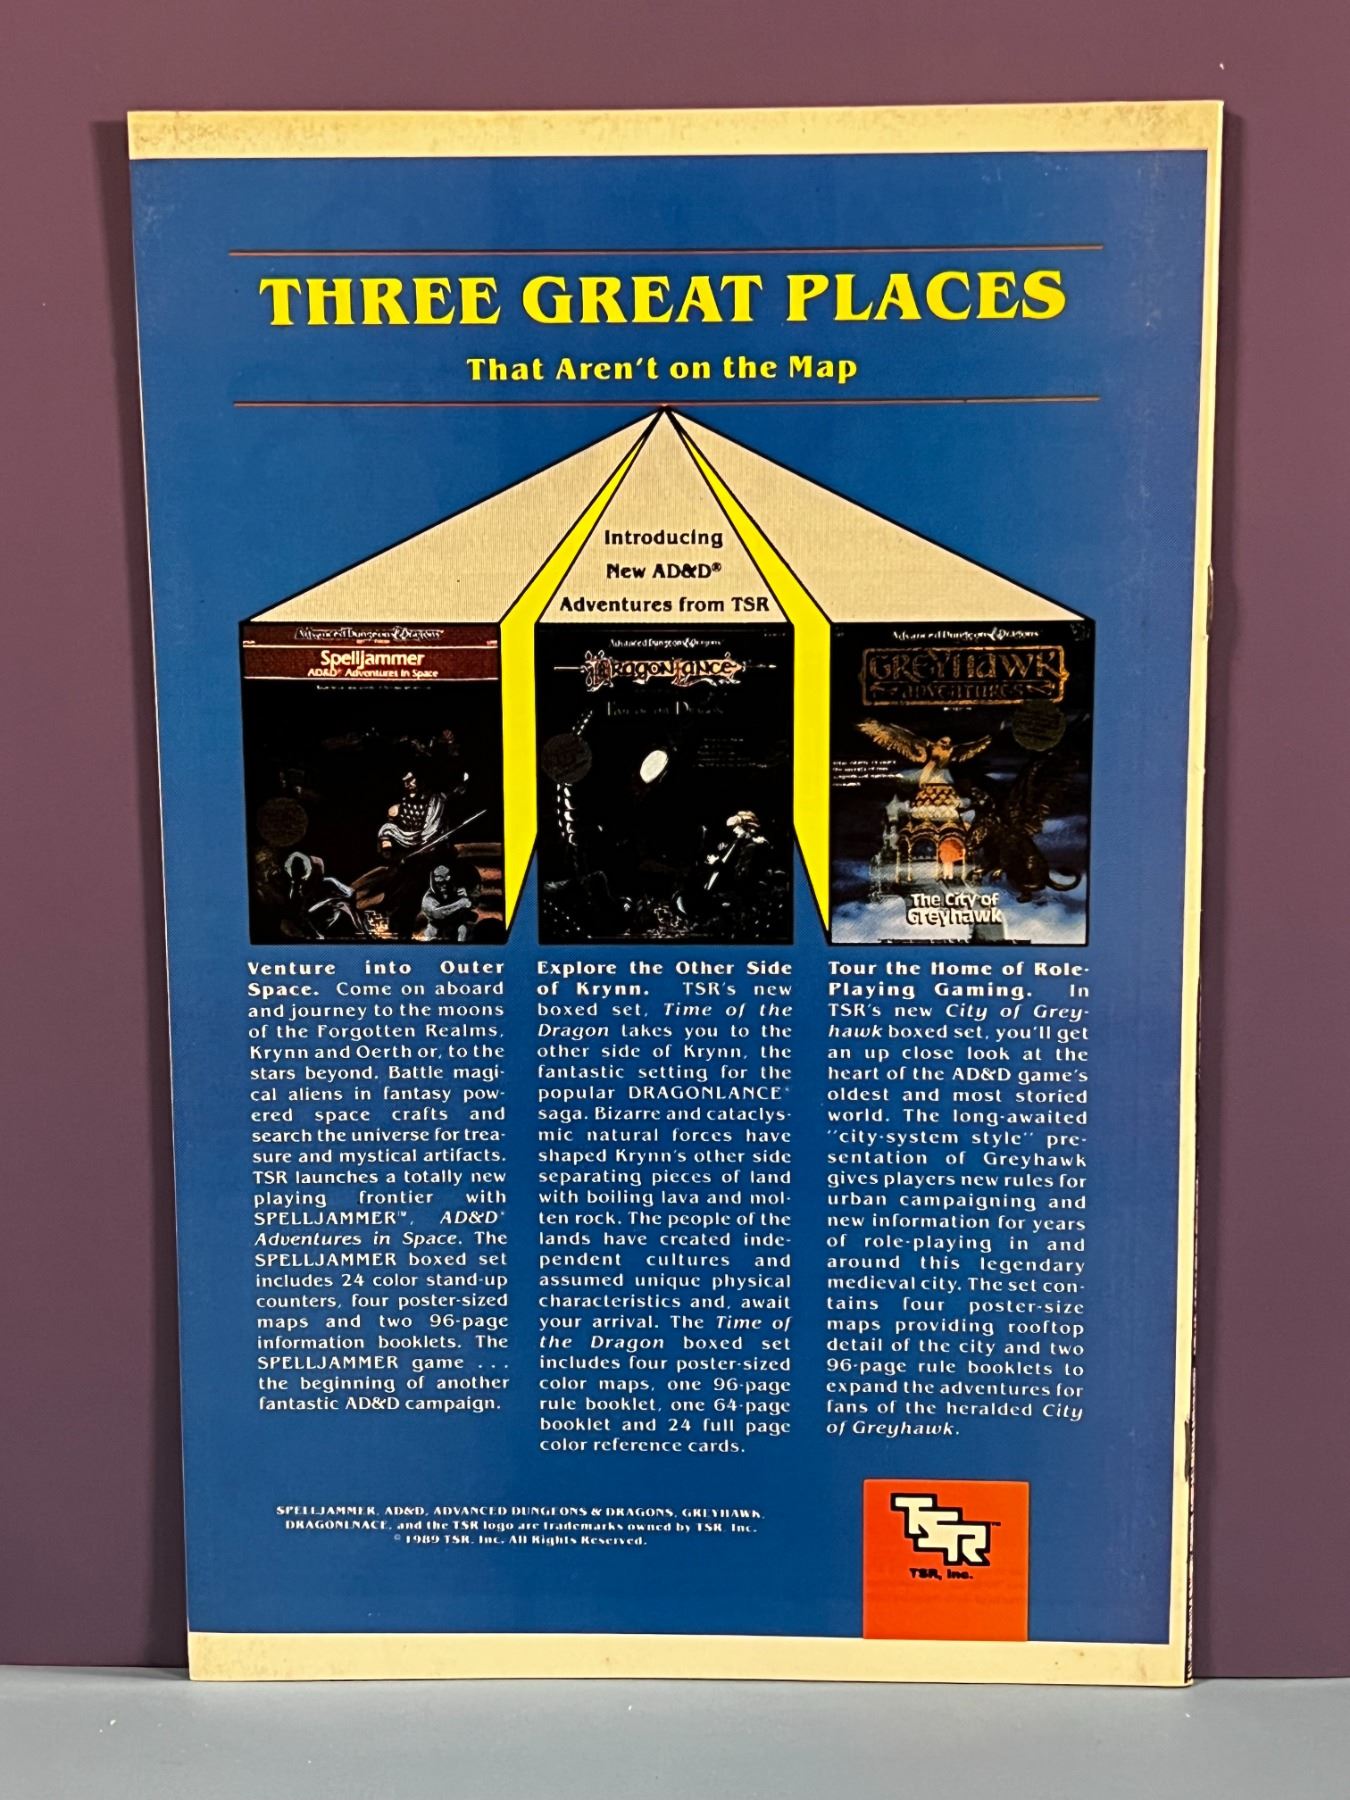 THREE GREAT PLACES
That Aren't on the Map
Introducing
New AD&D®
Adventures from TSR
Advanced Dungeons & Dragons
Spelljammer
AD&D® Adventures in Space
Advanced Dungeons & Dragons
DragonLance
Time of the Dragon
Advanced Dungeons & Dragons
GREYHAWK
ADVENTURES
The City of
Greyhawk
Venture into Outer
Space. Come on aboard
and journey to the moons
of the Forgotten Realms,
Krynn and Oerth or, to the
stars beyond. Battle magi-
cal aliens in fantasy pow-
ered space crafts and
search the universe for trea-
sure and mystical artifacts.
TSR launches a totally new
playing frontier with
SPELLJAMMER™, AD&D®
Adventures in Space. The
SPELLJAMMER boxed set
includes 24 color stand-up
counters, four poster-sized
maps and two 96-page
information booklets. The
SPELLJAMMER game . . .
the beginning of another
fantastic AD&D campaign.
Explore the Other Side
of Krynn. TSR's new
boxed set, Time of the
Dragon takes you to the
other side of Krynn, the
fantastic setting for the
popular DRAGONLANCE®
saga. Bizarre and cataclys-
mic natural forces have
shaped Krynn's other side
separating pieces of land
with boiling lava and mol-
ten rock. The people of the
lands have created inde-
pendent cultures and
assumed unique physical
characteristics and, await
your arrival. The Time of
the Dragon boxed set
includes four poster-sized
color maps, one 96-page
rule booklet, one 64-page
booklet and 24 full page
color reference cards.
Tour the Home of Role-
Playing Gaming. In
TSR's new City of Grey-
hawk boxed set, you'll get
an up close look at the
heart of the AD&D game's
oldest and most storied
world. The long-awaited
"city-system style" pre-
sentation of Greyhawk
gives players new rules for
urban campaigning and
new information for years
of role-playing in and
around this legendary
medieval city. The set con-
tains four poster-size
maps providing rooftop
detail of the city and two
96-page rule booklets to
expand the adventures for
fans of the heralded City
of Greyhawk.
SPELLJAMMER, AD&D, ADVANCED DUNGEONS & DRAGONS, GREYHAWK,
DRAGONLNACE, and the TSR logo are trademarks owned by TSR, Inc.
© 1989 TSR, Inc. All Rights Reserved.
TSR™
TSR, Inc.